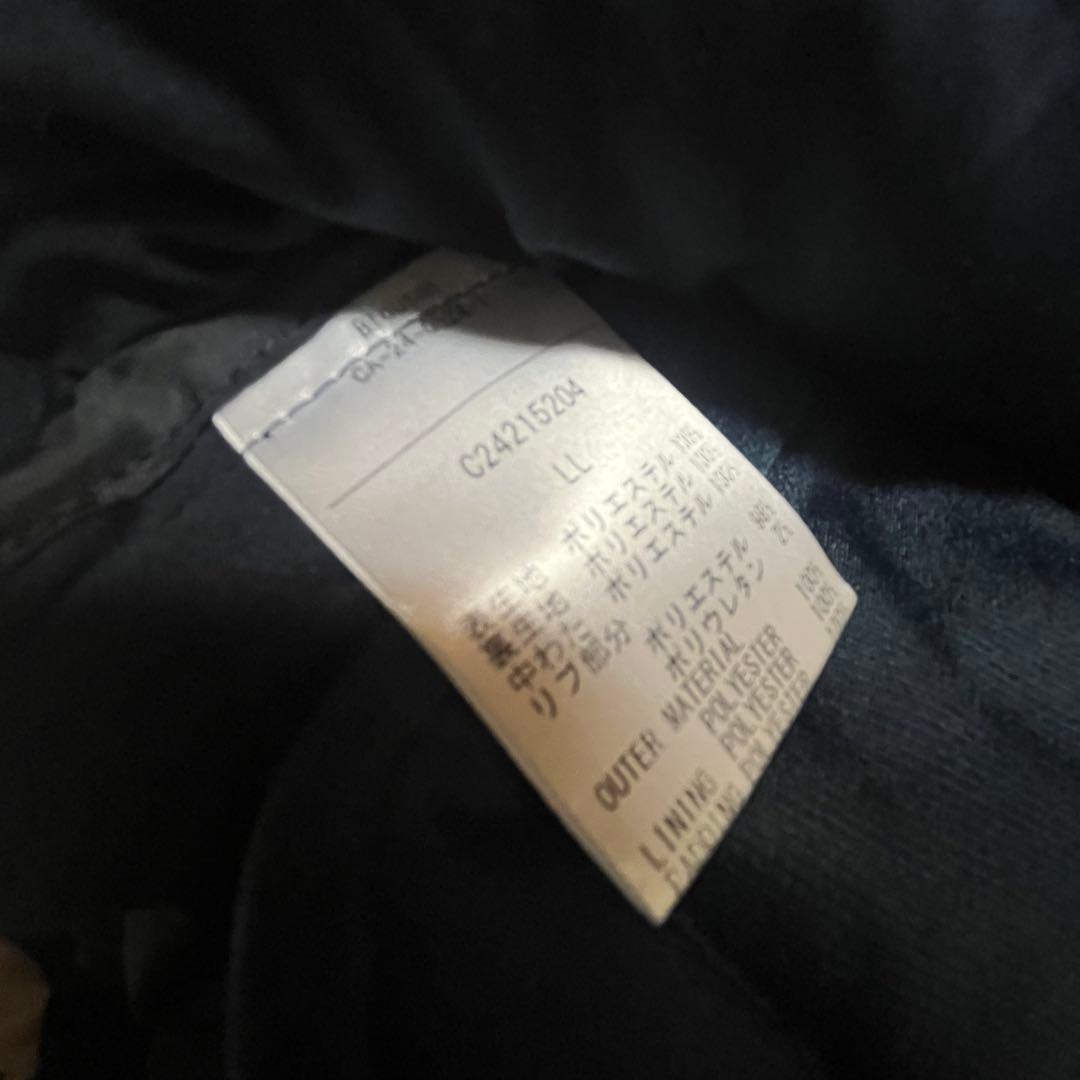 C24215204
LL
表生地 ポリエステル 100%
裏生地 ポリエステル 100%
中わた ポリエステル 100%
リブ部分 ポリエステル 98%
ポリウレタン 2%
OUTER MATERIAL
POLYESTER 100%
LINING POLYESTER 100%
PADDING POLYESTER